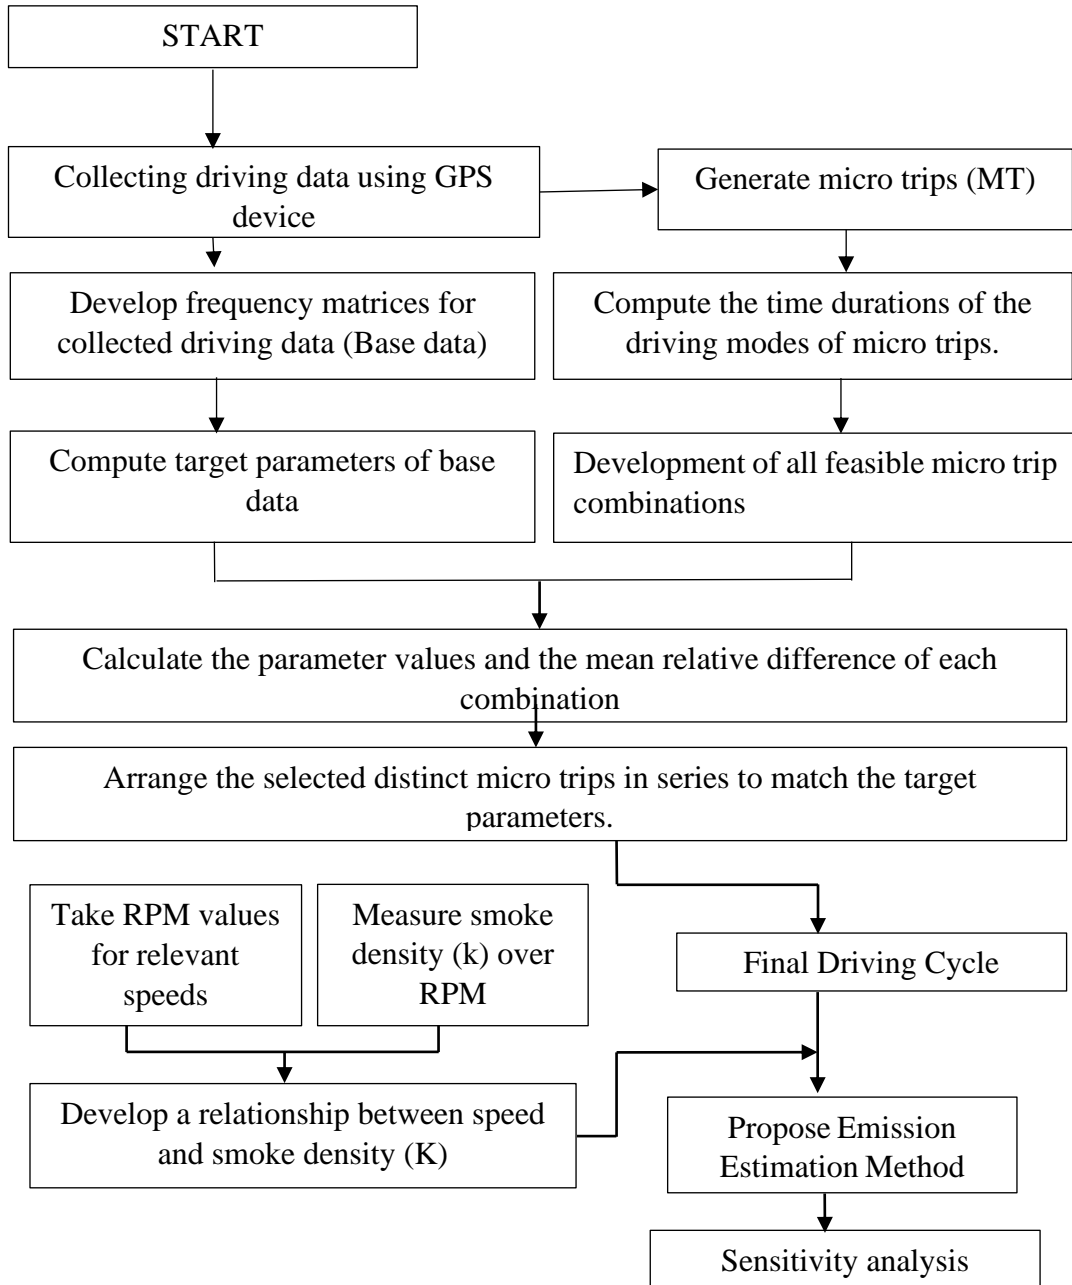 START
Collecting driving data using GPS
device
Generate micro trips (MT)
Develop frequency matrices for
collected driving data (Base data)
Compute the time durations of the
driving modes of micro trips.
Compute target parameters of base
data
Development of all feasible micro trip
combinations
Calculate the parameter values and the mean relative difference of each
combination
Arrange the selected distinct micro trips in series to match the target
parameters.
Take RPM values
for relevant
speeds
Measure smoke
density (k) over
RPM
Final Driving Cycle
Develop a relationship between speed
and smoke density (K)
Propose Emission
Estimation Method
Sensitivity analysis